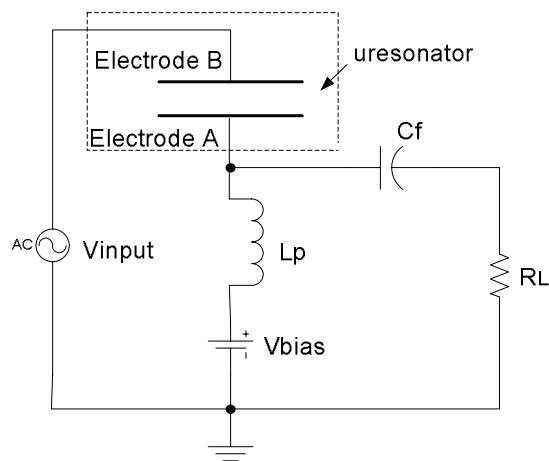 Electrode B
uresonator
Electrode A
Cf
AC
Vinput
Lp
RL
+
Vbias
-